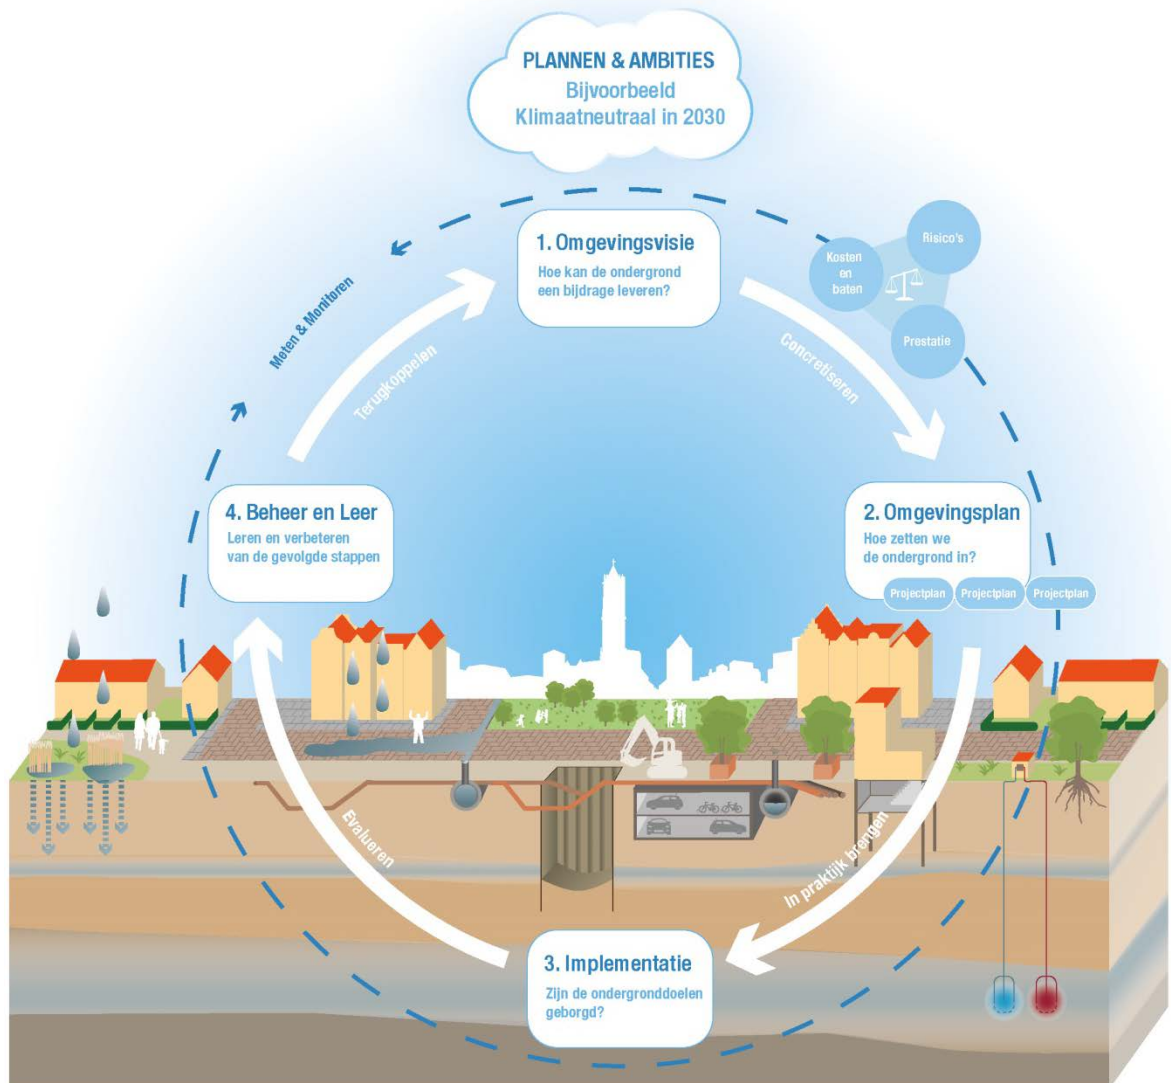 PLANNEN & AMBITIES
Bijvoorbeeld
Klimaatneutraal in 2030
1. Omgevingsvisie
Hoe kan de ondergrond
een bijdrage leveren?
Risico's
Kosten
en
baten
Prestatie
Concretiseren
2. Omgevingsplan
Hoe zetten we
de ondergrond in?
Projectplan
Projectplan
Projectplan
In praktijk brengen
3. Implementatie
Zijn de ondergronddoelen
geborgd?
Evalueren
4. Beheer en Leer
Leren en verbeteren
van de gevolgde stappen
Terugkoppelen
Meten & Monitoren